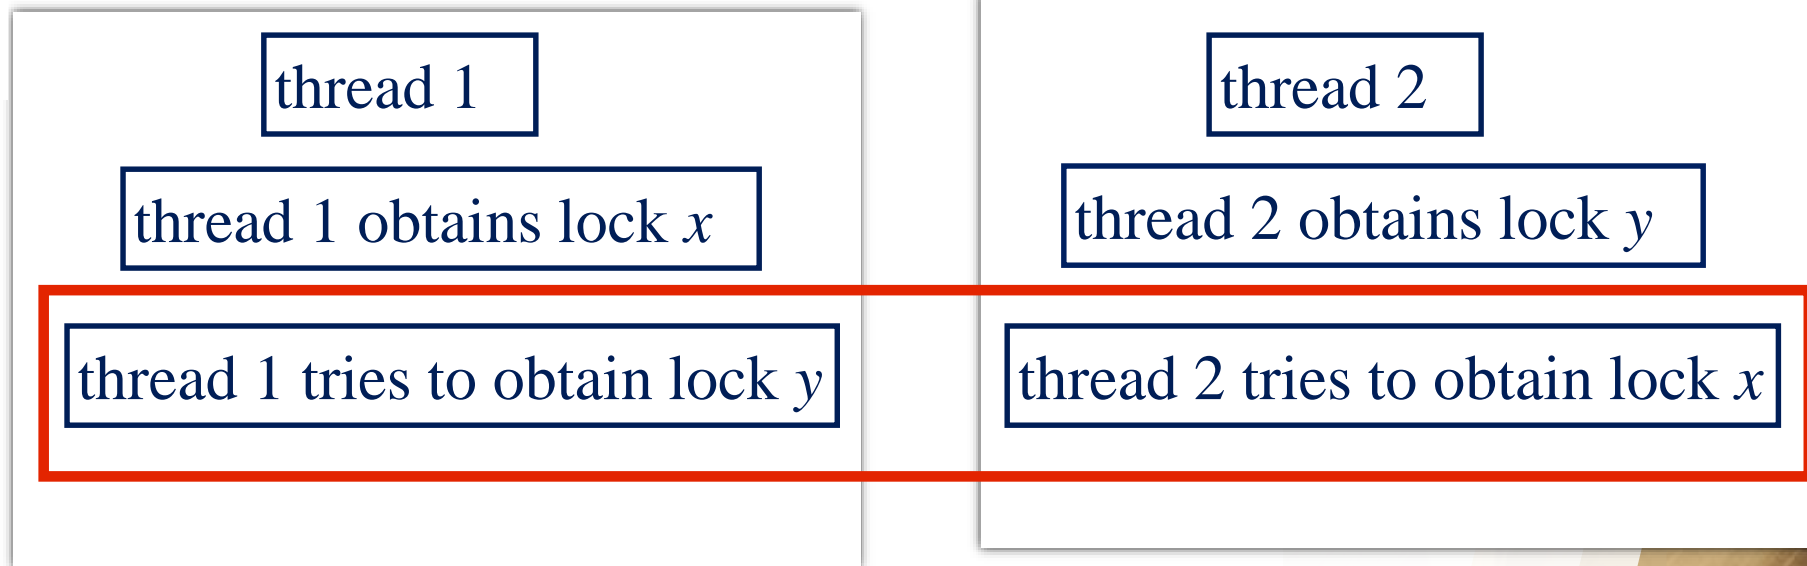 thread 1
thread 1 obtains lock x
thread 1 tries to obtain lock y
thread 2
thread 2 obtains lock y
thread 2 tries to obtain lock x